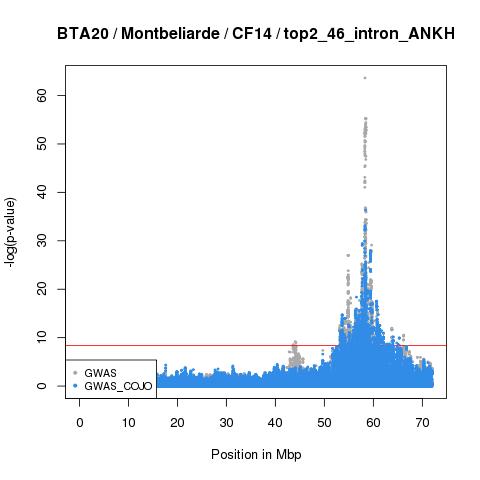 BTA20 / Montbeliarde / CF14 / top2_46_intron_ANKH
60
50
40
30
20
10
0
-log(p-value)
GWAS
GWAS_COJO
0 10 20 30 40 50 60 70
Position in Mbp